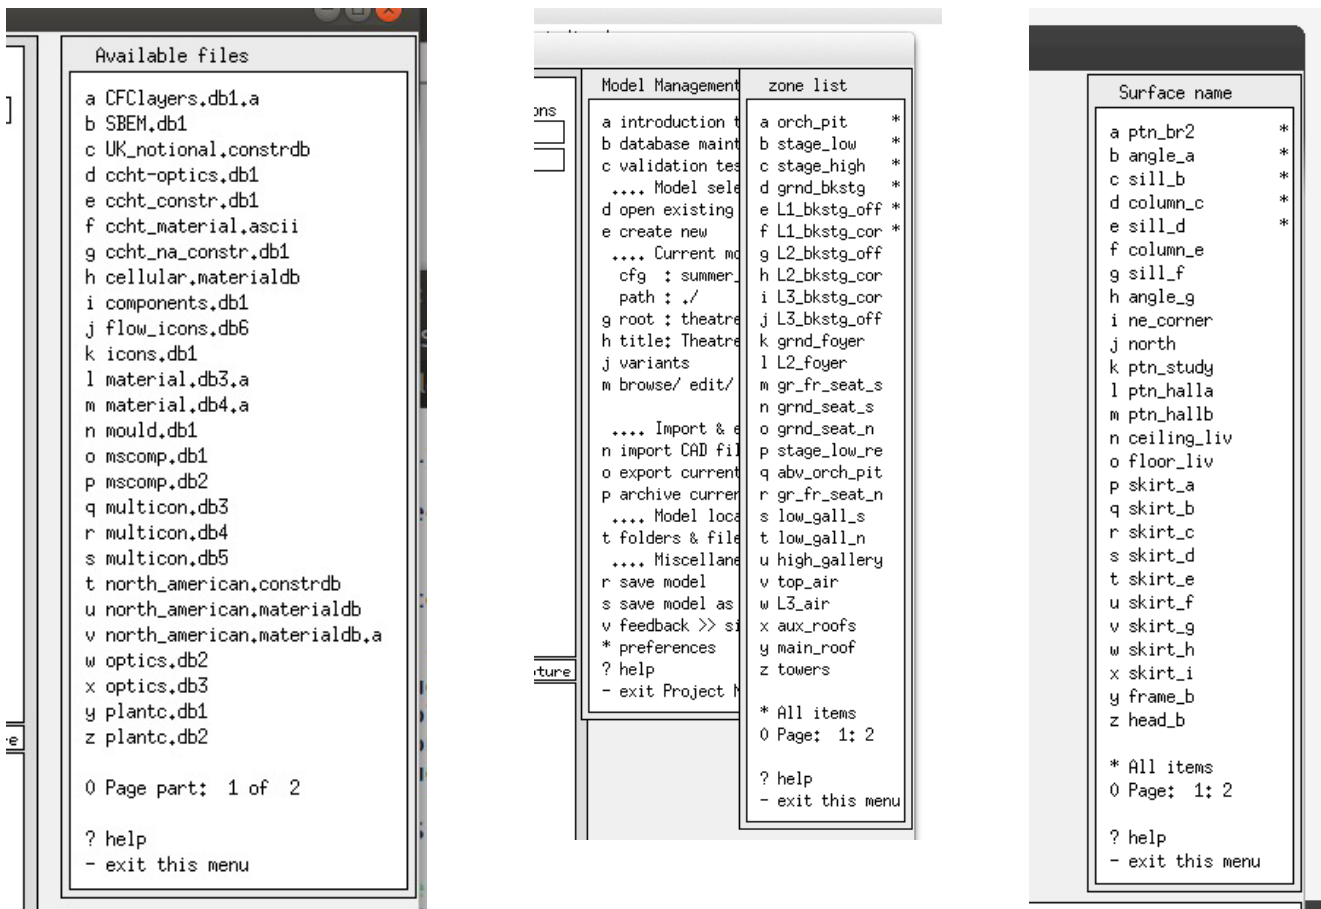 Available files
a CFClayers.db1.a
b SBEM.db1
c UK_notional.constrdb
d ccht-optics.db1
e ccht_constr.db1
f ccht_material.ascii
g ccht_na_constr.db1
h cellular.materialdb
i components.db1
j flow_icons.db6
k icons.db1
l material.db3.a
m material.db4.a
n mould.db1
o mscomp.db1
p mscomp.db2
q multicon.db3
r multicon.db4
s multicon.db5
t north_american.constrdb
u north_american.materialdb
v north_american.materialdb.a
w optics.db2
x optics.db3
y plantc.db1
z plantc.db2
0 Page part: 1 of 2
? help
- exit this menu
ons
ture
Model Management
a introduction t
b database maint
c validation tes
.... Model sele
d open existing
e create new
.... Current mo
cfg : summer_
path : ./
g root : theatre
h title: Theatre
j variants
m browse/ edit/
.... Import & e
n import CAD fil
o export current
p archive curren
.... Model loca
t folders & file
.... Miscellane
r save model
s save model as
v feedback >> si
* preferences
? help
- exit Project M
zone list
a orch_pit *
b stage_low *
c stage_high *
d grnd_bkstg *
e L1_bkstg_off *
f L1_bkstg_cor *
g L2_bkstg_off
h L2_bkstg_cor
i L3_bkstg_cor
j L3_bkstg_off
k grnd_foyer
l L2_foyer
m gr_fr_seat_s
n grnd_seat_s
o grnd_seat_n
p stage_low_re
q abv_orch_pit
r gr_fr_seat_n
s low_gall_s
t low_gall_n
u high_gallery
v top_air
w L3_air
x aux_roofs
y main_roof
z towers
* All items
0 Page: 1: 2
? help
- exit this menu
Surface name
a ptn_br2 *
b angle_a *
c sill_b *
d column_c *
e sill_d *
f column_e
g sill_f
h angle_g
i ne_corner
j north
k ptn_study
l ptn_halla
m ptn_hallb
n ceiling_liv
o floor_liv
p skirt_a
q skirt_b
r skirt_c
s skirt_d
t skirt_e
u skirt_f
v skirt_g
w skirt_h
x skirt_i
y frame_b
z head_b
* All items
0 Page: 1: 2
? help
- exit this menu